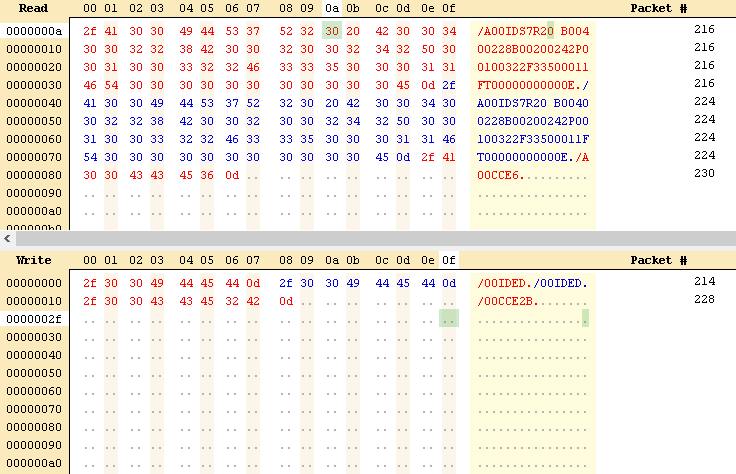 Read 00 01 02 03 04 05 06 07 08 09 0a 0b 0c 0d 0e 0f Packet #
0000000a 2f 41 30 30 49 44 53 37 52 32 30 20 42 30 30 34 /A00IDS7R20 B004 216
00000010 30 30 32 32 38 42 30 30 32 30 30 32 34 32 50 30 00228B00200242P0 216
00000020 30 31 30 30 33 32 32 46 33 33 35 30 30 30 31 31 0100322F33500011 216
00000030 46 54 30 30 30 30 30 30 30 30 30 30 30 45 0d 2f FT00000000000E./ 216
00000040 41 30 30 49 44 53 37 52 32 30 20 42 30 30 34 30 A00IDS7R20 B0040 224
00000050 30 32 32 38 42 30 30 32 30 30 32 34 32 50 30 30 0228B00200242P00 224
00000060 31 30 30 33 32 32 46 33 33 35 30 30 30 31 31 46 100322F33500011F 224
00000070 54 30 30 30 30 30 30 30 30 30 30 30 45 0d 2f 41 T00000000000E./A 224
00000080 30 30 43 43 45 36 0d .. .. .. .. .. .. .. .. .. 00CCE6.......... 230
00000090 .. .. .. .. .. .. .. .. .. .. .. .. .. .. .. .. ................
000000a0 .. .. .. .. .. .. .. .. .. .. .. .. .. .. .. .. ................
000000b0
Write 00 01 02 03 04 05 06 07 08 09 0a 0b 0c 0d 0e 0f Packet #
00000000 2f 30 30 49 44 45 44 0d 2f 30 30 49 44 45 44 0d /00IDED./00IDED. 214
00000010 2f 30 30 43 43 45 32 42 0d .. .. .. .. .. .. .. /00CCE2B........ 228
0000002f .. .. .. .. .. .. .. .. .. .. .. .. .. .. .. .. ................
00000030 .. .. .. .. .. .. .. .. .. .. .. .. .. .. .. .. ................
00000040 .. .. .. .. .. .. .. .. .. .. .. .. .. .. .. .. ................
00000050 .. .. .. .. .. .. .. .. .. .. .. .. .. .. .. .. ................
00000060 .. .. .. .. .. .. .. .. .. .. .. .. .. .. .. .. ................
00000070 .. .. .. .. .. .. .. .. .. .. .. .. .. .. .. .. ................
00000080 .. .. .. .. .. .. .. .. .. .. .. .. .. .. .. .. ................
00000090 .. .. .. .. .. .. .. .. .. .. .. .. .. .. .. .. ................
000000a0 .. .. .. .. .. .. .. .. .. .. .. .. .. .. .. .. ................